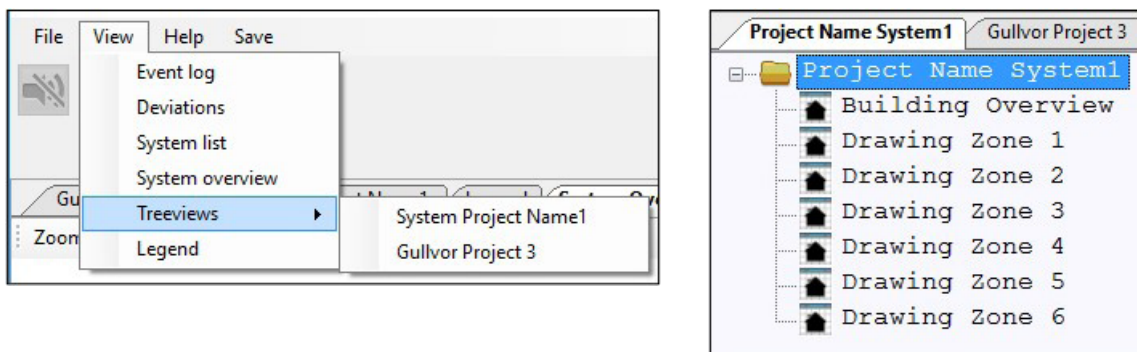 File View Help Save
Event log
Deviations
System list
System overview
Treeviews
Legend
System Project Name1
Gullvor Project 3
Zoom
Project Name System1 Gullvor Project 3
Project Name System1
Building Overview
Drawing Zone 1
Drawing Zone 2
Drawing Zone 3
Drawing Zone 4
Drawing Zone 5
Drawing Zone 6